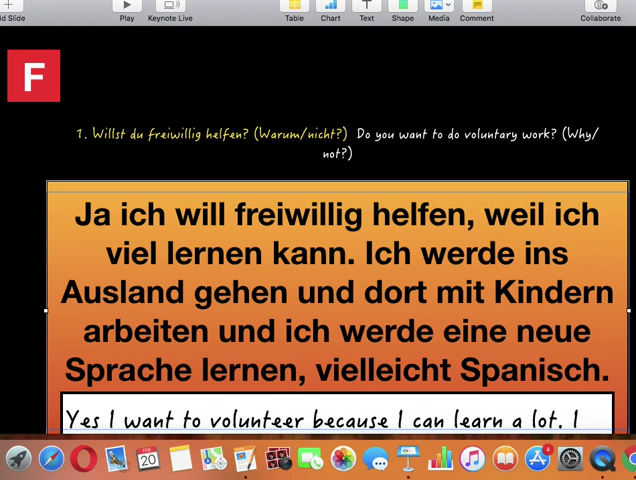 dd Slide Play Keynote Live Table Chart Text Shape Media Comment Collaborate
F
1. Willst du freiwillig helfen? (Warum/nicht?) Do you want to do voluntary work? (Why/
not?)
Ja ich will freiwillig helfen, weil ich
viel lernen kann. Ich werde ins
Ausland gehen und dort mit Kindern
arbeiten und ich werde eine neue
Sprache lernen, vielleicht Spanisch.
Yes I want to volunteer because I can learn a lot. I
FEB
20
4